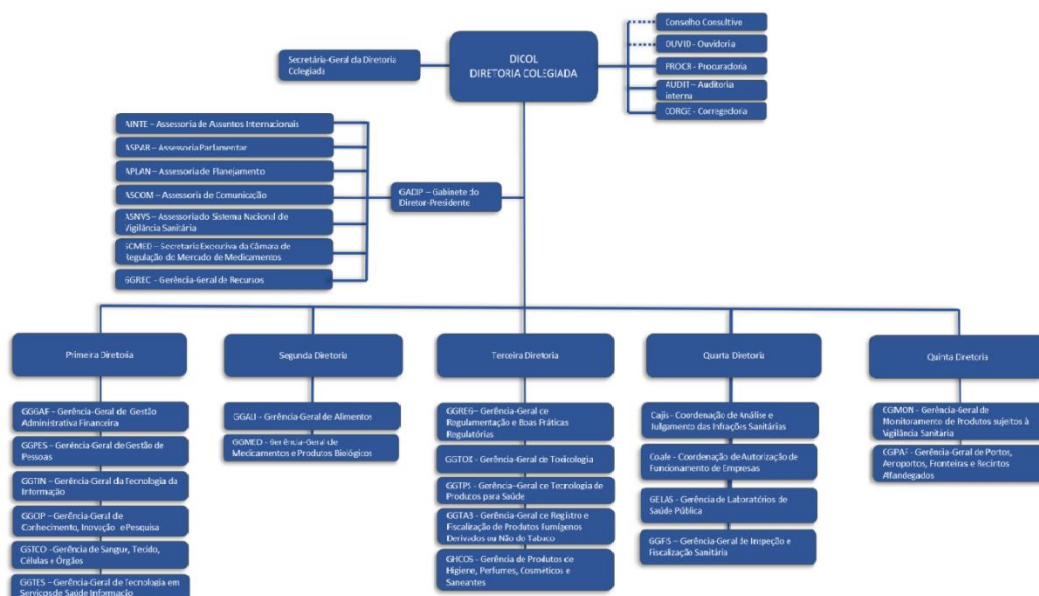 Conselho Consultive
OUVID - Ouvidoria
PROCR - Procuradoria
AUDIT – Auditoria
interna
CORGE - Corregedoria
Secretária-Geral da Diretoria
Colegiada
DICOL
DIRETORIA COLEGIADA
AINTE – Assessoria de Assuntos Internacionais
ASPAR – Assessoria Parlamentar
APLAN – Assessoria de Planejamento
ASCOM – Assessoria de Comunicação
ASNVS – Assessoria do Sistema Nacional de
Vigilância Sanitária
SCMED – Secretaria Executiva da Câmara de
Regulação do Mercado de Medicamentos
GGREC - Gerência-Geral de Recursos
GADIP – Gabinete do
Diretor-Presidente
Primeira Diretoria
GGGAF - Gerência-Geral de Gestão
Administrativa Financeira
GGPES - Gerência-Geral de Gestão de
Pessoas
GGTIN – Gerência-Geral da Tecnologia da
Informação
GGCIP – Gerência-Geral de
Conhecimento, Inovação e Pesquisa
GSTCO - Gerência de Sangue, Tecido,
Células e Órgãos
GGTES - Gerência-Geral de Tecnologia em
Serviços de Saúde Informação
Segunda Diretoria
GGALI - Gerência-Geral de Alimentos
GGMED - Gerência-Geral de
Medicamentos e Produtos Biológicos
Terceira Diretoria
GGREG – Gerência-Geral ce
Regulamentação e Boas Práticas
Regulatórias
GGTOX - Gerência-Geral de Toxicologia
GGTPS - Gerência-Geral ce Tecnologia de
Produtos para Saúde
GGTAB - Gerência-Geral ce Registro e
Fiscalização de Produtos Fumígenos
Derivados ou Não do Tabaco
GHCOS - Gerência de Produtos de
Higiene, Perfumes, Cosméticos e
Saneantes
Quarta Diretoria
Cajis - Coordenação de Análise e
Julgamento das Infrações Sanitárias
Coafe - Coordenação de Autorização de
Funcionamento de Empresas
GELAS - Gerência de Laboratórios de
Saúde Pública
GGFIS – Gerência-Geral de Inspeção e
Fiscalização Sanitária
Quinta Diretoria
GGMON - Gerência-Geral de
Monitoramento de Produtos sujeitos à
Vigilância Sanitária
GGPAF - Gerência-Geral de Portos,
Aeroportos, Fronteiras e Recintos
Alfandegados